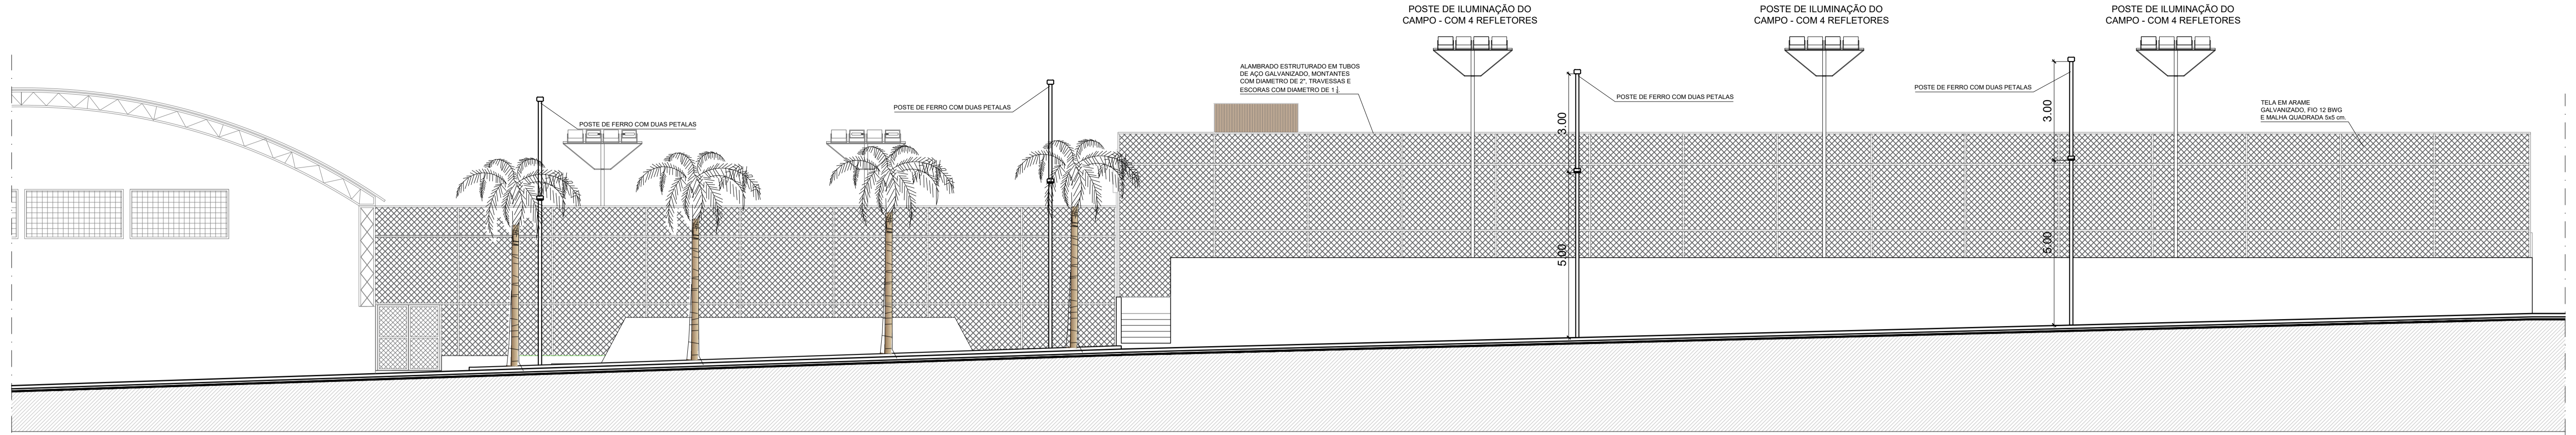 POSTE DE ILUMINAÇÃO DO
CAMPO - COM 4 REFLETORES
POSTE DE ILUMINAÇÃO DO
CAMPO - COM 4 REFLETORES
POSTE DE ILUMINAÇÃO DO
CAMPO - COM 4 REFLETORES
ALAMBRADO ESTRUTURADO EM TUBOS
DE AÇO GALVANIZADO, MONTANTES
COM DIAMETRO DE 2", TRAVESSAS E
ESCORAS COM DIAMETRO DE 1
POSTE DE FERRO COM DUAS PETALAS
POSTE DE FERRO COM DUAS PETALAS
POSTE DE FERRO COM DUAS PETALAS
POSTE DE FERRO COM DUAS PETALAS
TELA EM ARAME
GALVANIZADO, FIO 12 BWG
E MALHA QUADRADA 5x5 cm.
3.00
5.00
3.00
5.00